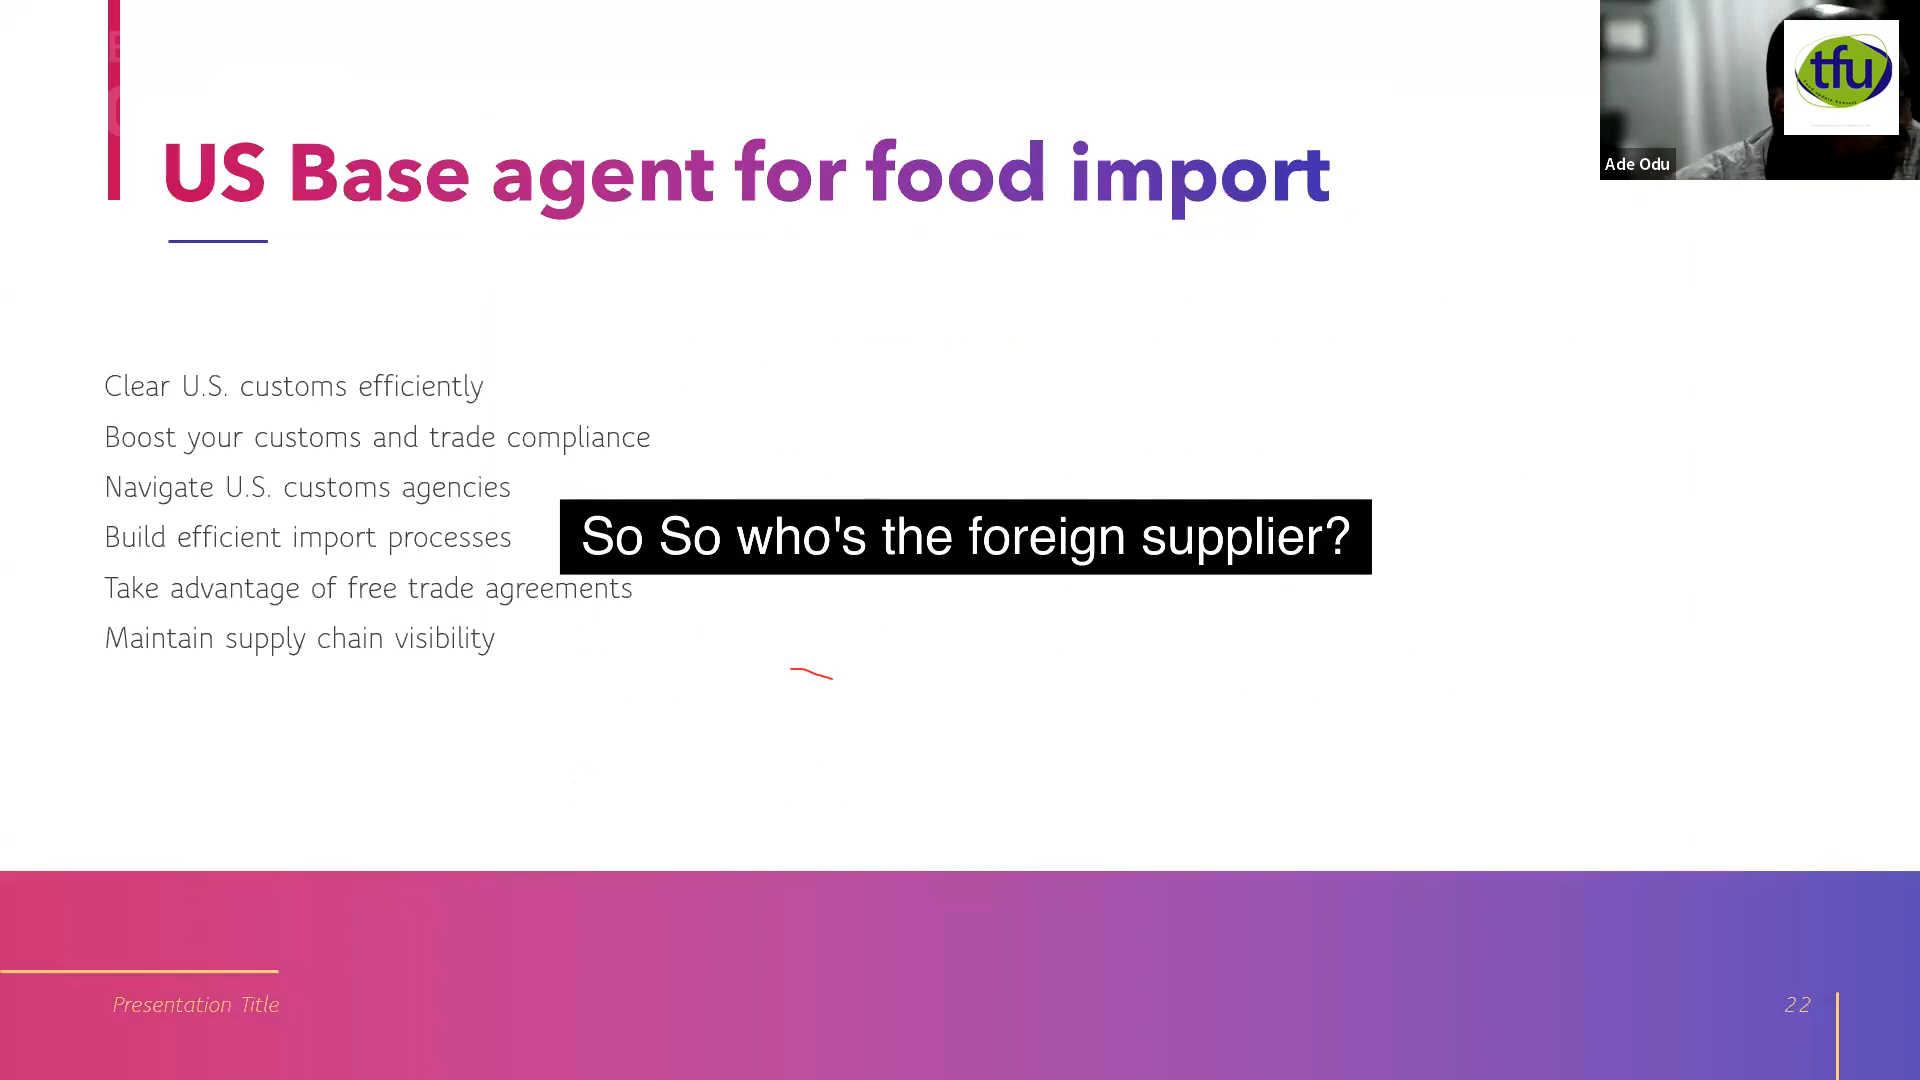 US Base agent for food import
tfu
Ade Odu
Clear U.S. customs efficiently
Boost your customs and trade compliance
Navigate U.S. customs agencies
Build efficient import processes
So So who's the foreign supplier?
Take advantage of free trade agreements
Maintain supply chain visibility
Presentation Title
22